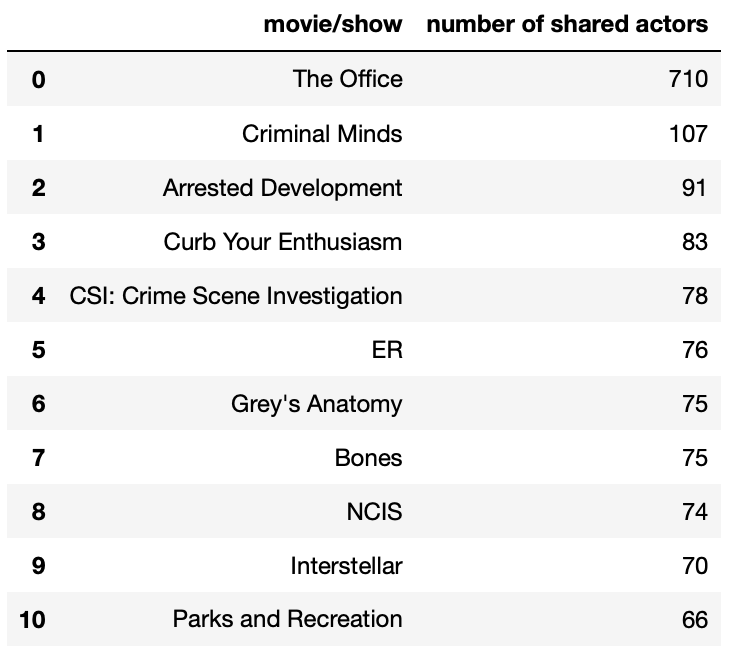 movie/show number of shared actors
0 The Office 710
1 Criminal Minds 107
2 Arrested Development 91
3 Curb Your Enthusiasm 83
4 CSI: Crime Scene Investigation 78
5 ER 76
6 Grey's Anatomy 75
7 Bones 75
8 NCIS 74
9 Interstellar 70
10 Parks and Recreation 66